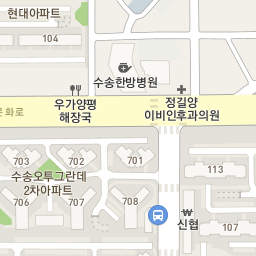 현대아파트
104
수송한방병원
우가양평
해장국
정길양
이비인후과의원
화로
703
702
701
113
수송오투그란데
2차아파트
706
707
708
신협
107